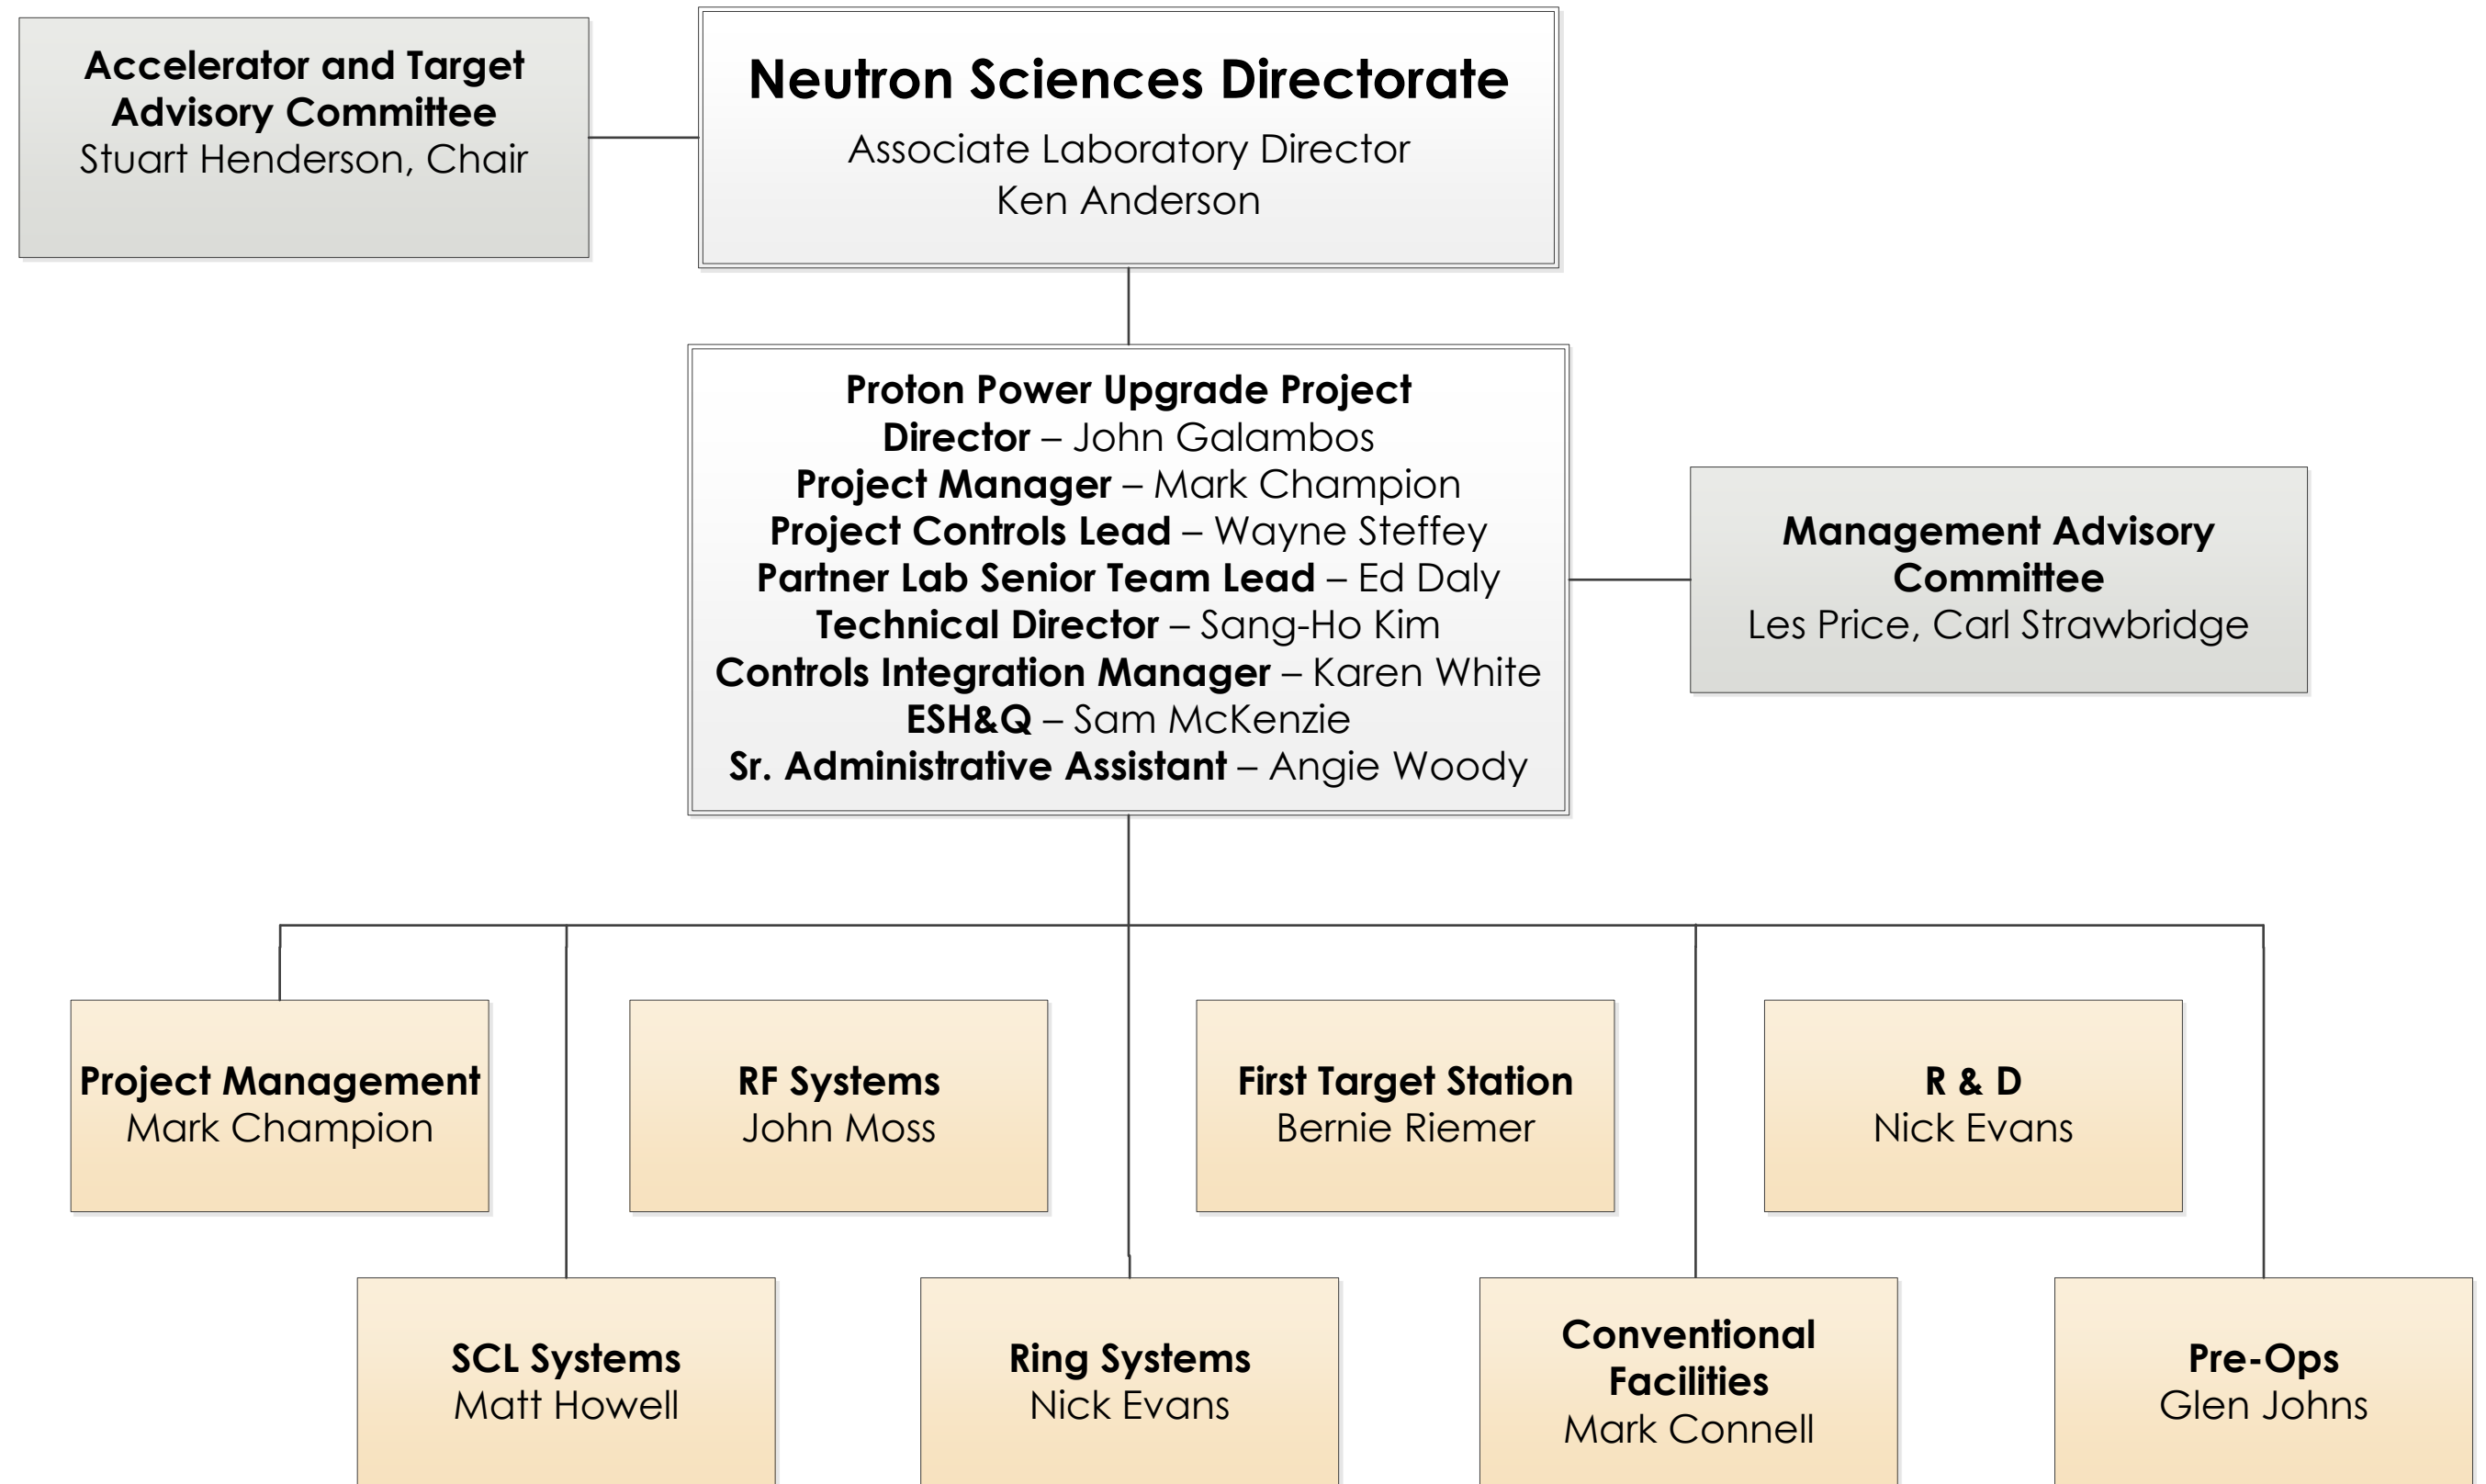 Accelerator and Target
Advisory Committee
Stuart Henderson, Chair
Neutron Sciences Directorate
Associate Laboratory Director
Ken Anderson
Proton Power Upgrade Project
Director – John Galambos
Project Manager – Mark Champion
Project Controls Lead – Wayne Steffey
Partner Lab Senior Team Lead – Ed Daly
Technical Director – Sang-Ho Kim
Controls Integration Manager – Karen White
ESH&Q – Sam McKenzie
Sr. Administrative Assistant – Angie Woody
Management Advisory
Committee
Les Price, Carl Strawbridge
Project Management
Mark Champion
RF Systems
John Moss
First Target Station
Bernie Riemer
R & D
Nick Evans
SCL Systems
Matt Howell
Ring Systems
Nick Evans
Conventional
Facilities
Mark Connell
Pre-Ops
Glen Johns